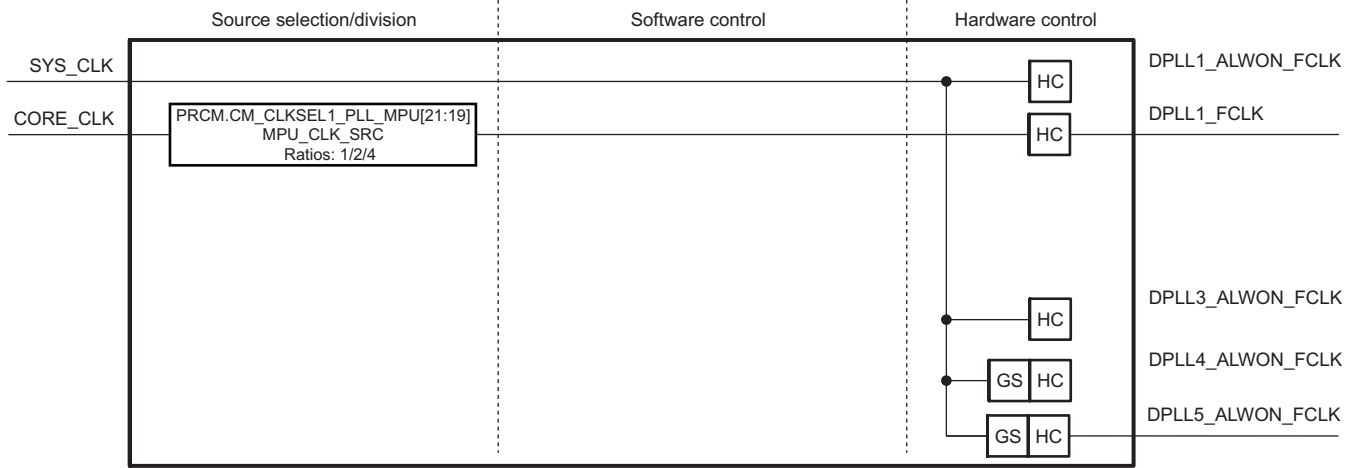 Source selection/division
Software control
Hardware control
SYS_CLK
HC
DPLL1_ALWON_FCLK
CORE_CLK
PRCM.CM_CLKSEL1_PLL_MPU[21:19]
MPU_CLK_SRC
Ratios: 1/2/4
HC
DPLL1_FCLK
HC
DPLL3_ALWON_FCLK
GS HC
DPLL4_ALWON_FCLK
GS HC
DPLL5_ALWON_FCLK